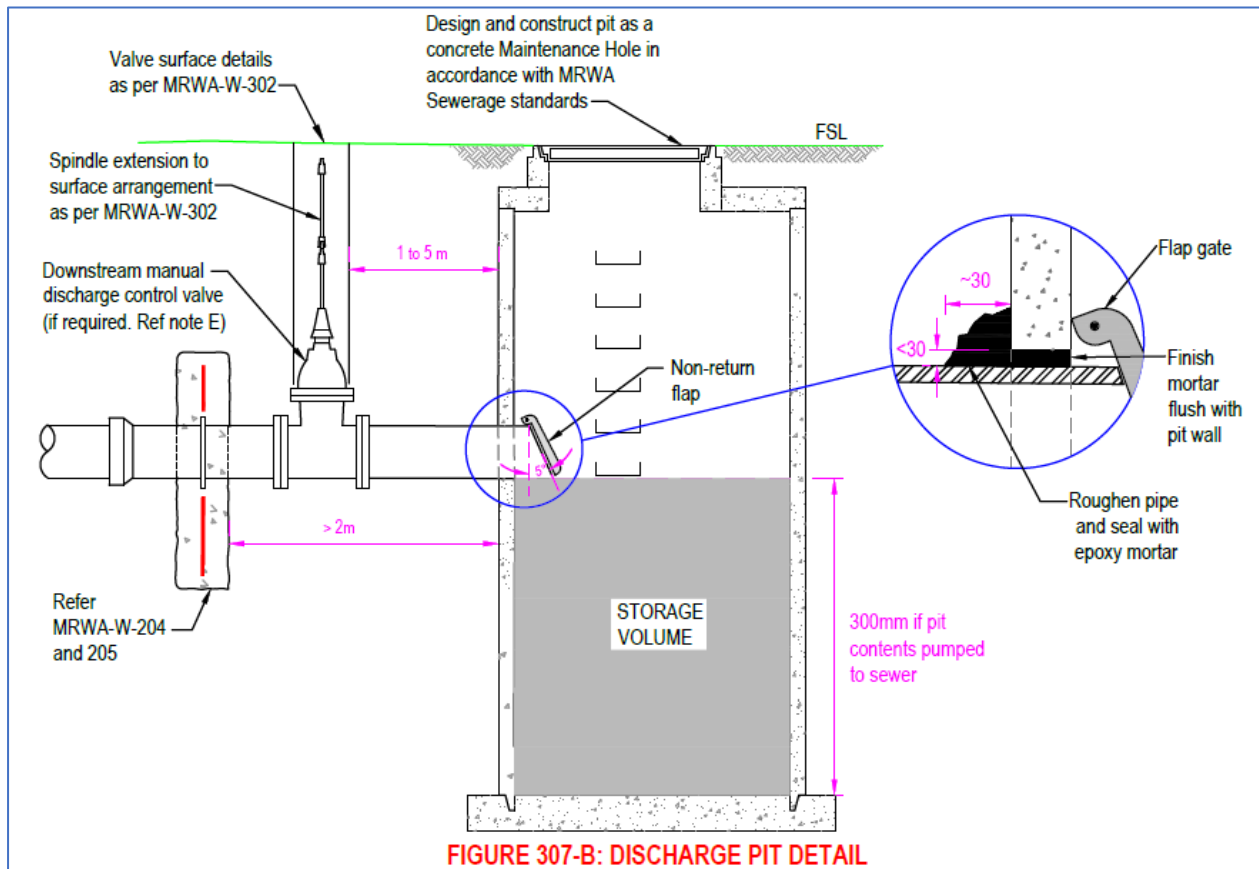 Design and construct pit as a
concrete Maintenance Hole in
accordance with MRWA
Sewerage standards
Valve surface details
as per MRWA-W-302
FSL
Spindle extension to
surface arrangement
as per MRWA-W-302
1 to 5 m
Downstream manual
discharge control valve
(if required. Ref note E)
Non-return
flap
Flap gate
~30
<30
Finish
mortar
flush with
pit wall
Roughen pipe
and seal with
epoxy mortar
5°
> 2m
Refer
MRWA-W-204
and 205
STORAGE
VOLUME
300mm if pit
contents pumped
to sewer
FIGURE 307-B: DISCHARGE PIT DETAIL